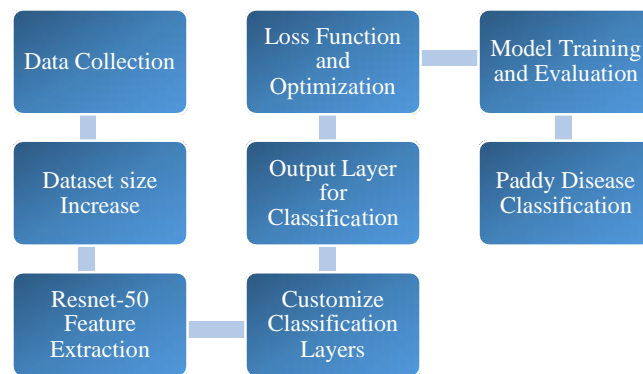 Data Collection
Dataset size
Increase
Resnet-50
Feature
Extraction
Customize
Classification
Layers
Output Layer
for
Classification
Loss Function
and
Optimization
Model Training
and Evaluation
Paddy Disease
Classification